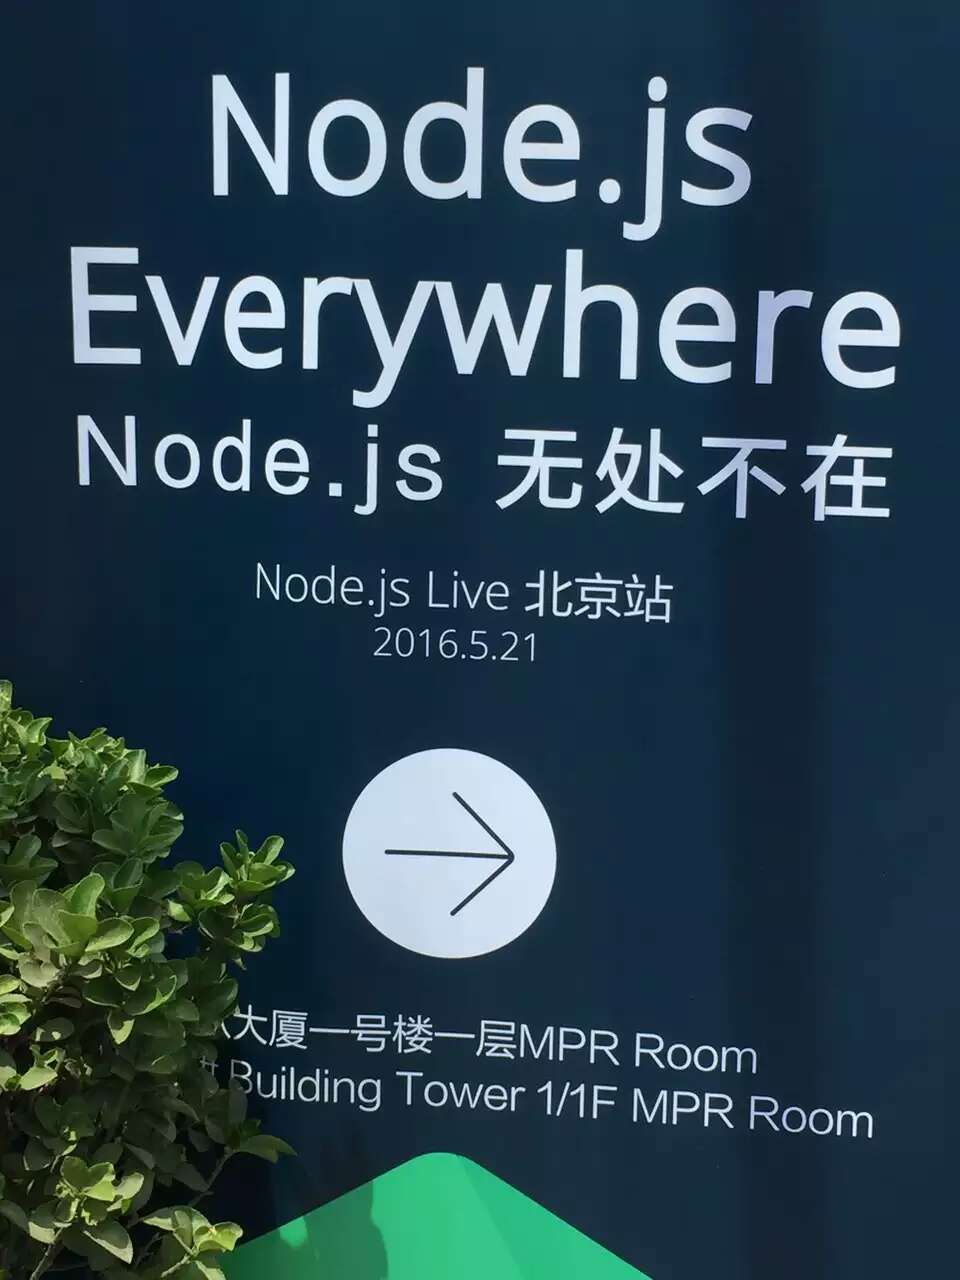 Node.js
Everywhere
Node.js 无处不在
Node.js Live 北京站
2016.5.21
大厦一号楼一层MPR Room
Building Tower 1/1F MPR Room